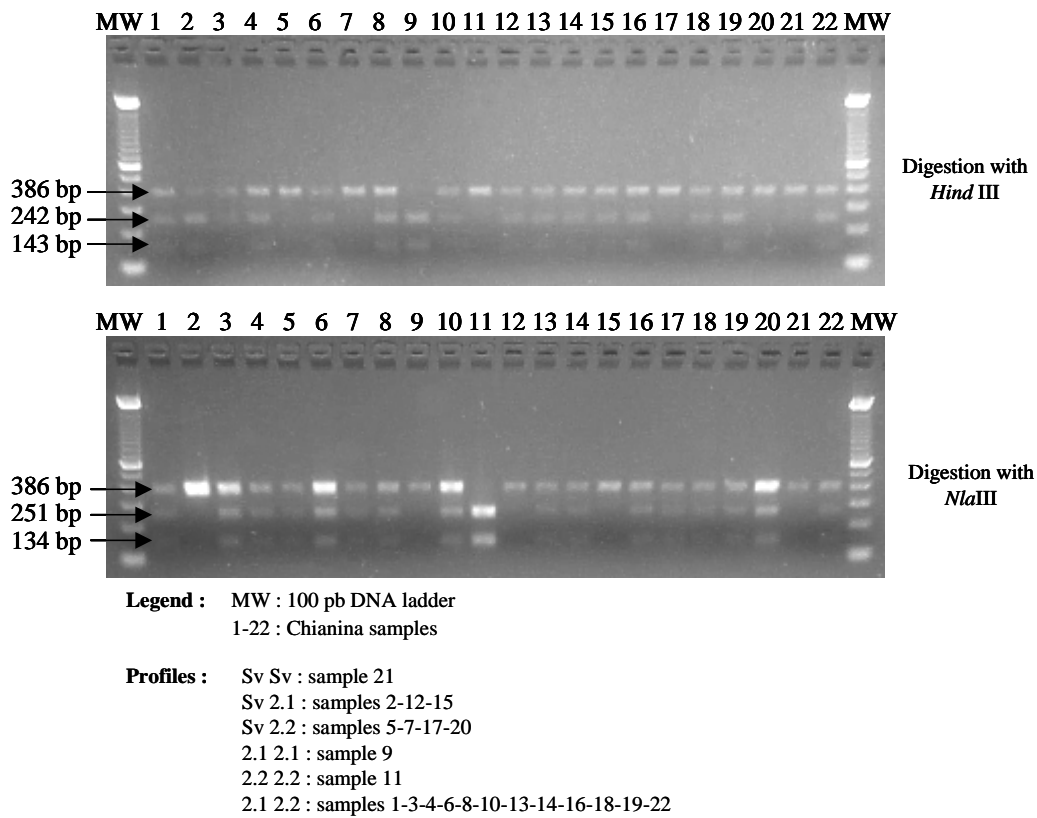 MW 1 2 3 4 5 6 7 8 9 10 11 12 13 14 15 16 17 18 19 20 21 22 MW
386 bp
242 bp
143 bp
Digestion with
Hind III
MW 1 2 3 4 5 6 7 8 9 10 11 12 13 14 15 16 17 18 19 20 21 22 MW
386 bp
251 bp
134 bp
Digestion with
NlaIII
Legend : MW : 100 pb DNA ladder
1-22 : Chianina samples
Profiles : Sv Sv : sample 21
Sv 2.1 : samples 2-12-15
Sv 2.2 : samples 5-7-17-20
2.1 2.1 : sample 9
2.2 2.2 : sample 11
2.1 2.2 : samples 1-3-4-6-8-10-13-14-16-18-19-22